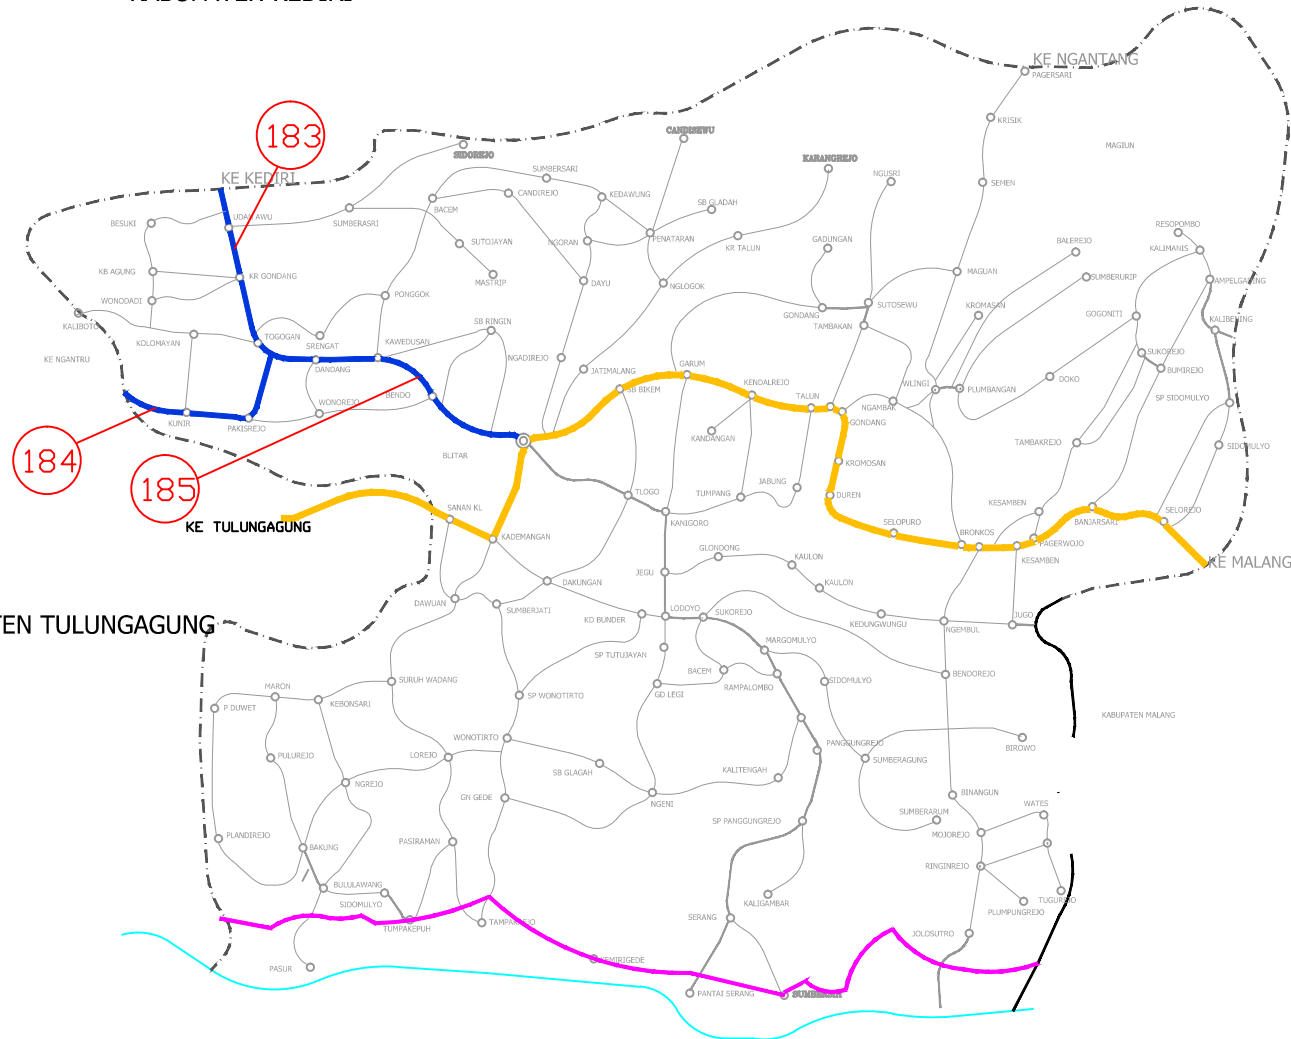 KABUPATEN KEDIRI
KE NGANTANG
PAGERSARI
183
KRISIK
CANDISEWU
MAGIUN
SIDOREJO
KARANGREJO
KE KEDIRI
SUMBERSARI
NGUSRI
SEMEN
CANDIREJO
KEDAWUNG
BACEM
SB GLADAH
UDAN AWU
BESUKI
SUMBERASRI
RESOPOMBO
PENATARAN
NGORAN
SUTOJAYAN
KR TALUN
GADUNGAN
BALEREJO
KALIMANIS
KB AGUNG
KR GONDANG
MASTRIP
DAYU
NGLOGOK
MAGUAN
SUMBERURIP
AMPELGADING
WONODADI
PONGGOK
GONDANG
SUTOSEWU
KROMASAN
GOGONITI
KALIBOTO
SB RINGIN
TAMBAKAN
KALIBENING
KOLOMAYAN
TOGOGAN
SRENGAT
KAWEDUSAN
KE NGANTRU
NGADIREJO
SUKOREJO
DANDANG
JATIMALANG
GARUM
BUMIREJO
DOKO
KENDALREJO
WLINGI
PLUMBANGAN
SB BIKEM
BENDO
SP SIDOMULYO
TALUN
NGAMBAK
WONOREJO
KUNIR
PAKISREJO
GONDANG
KANDANGAN
TAMBAKREJO
SIDOMULYO
184
BLITAR
KROMOSAN
185
JABUNG
TLOGO
TUMPANG
DUREN
KESAMBEN
SANAN KL
KANIGORO
BANJARSARI
SELOREJO
KE TULUNGAGUNG
SELOPURO
BRONKOS
KADEMANGAN
PAGERWOJO
GLONDONG
KESAMBEN
KAULON
KE MALANG
JEGU
DAKUNGAN
KAULON
DAWUAN
SUMBERJATI
LODOYO
SUKOREJO
JUGO
KD BUNDER
KEDUNGWUNGU
NGEMBUL
TEN TULUNGAGUNG
MARGOMULYO
SP TUTUJAYAN
BACEM
BENDOREJO
SURUH WADANG
SIDOMULYO
MARON
RAMPALOMBO
GD LEGI
SP WONOTIRTO
KEBONSARI
P DUWET
KABUPATEN MALANG
WONOTIRTO
PANGGUNGREJO
BIROWO
PULUREJO
LOREJO
SUMBERAGUNG
SB GLAGAH
KALITENGAH
NGREJO
BINANGUN
GN GEDE
NGENI
WATES
SUMBERARUM
SP PANGGUNGREJO
MOJOREJO
PLANDIREJO
PASIRAMAN
BAKUNG
RINGINREJO
BULULAWANG
SIDOMULYO
KALIGAMBAR
TUGUREJO
PLUMPUNGREJO
SERANG
TUMPAKEPUH
TAMPAKREJO
JOLOSUTRO
KEMIRIGEDE
PASUR
PANTAI SERANG